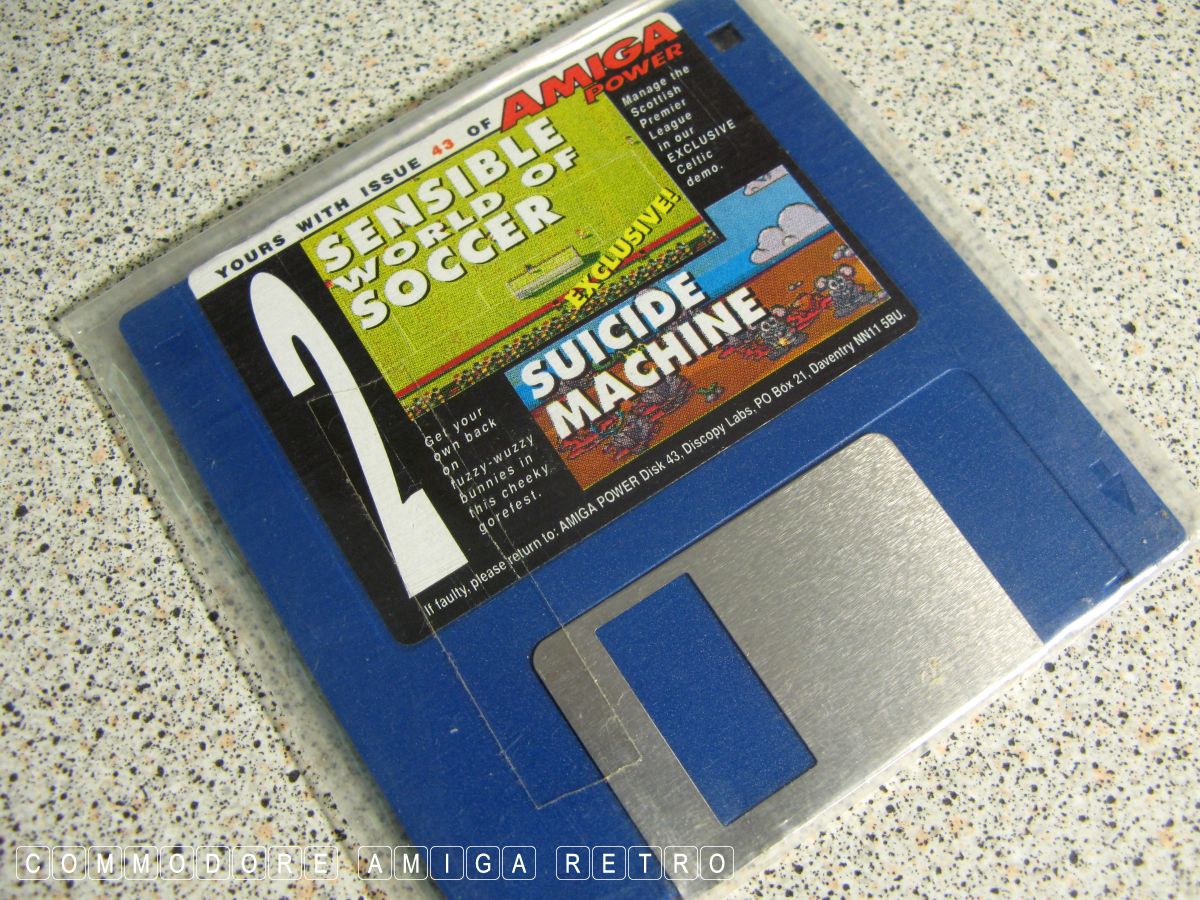 YOURS WITH ISSUE 43 OF AMIGA
POWER
SENSIBLE
WORLD OF
SOCCER
Manage the
Scottish
Premier
League
in our
EXCLUSIVE
Celtic
demo.
EXCLUSIVE!
2
SUICIDE
MACHINE
Get your
own back
on
fuzzy-wuzzy
bunnies in
this cheeky
gorefest.
If faulty, please return to: AMIGA POWER Disk 43, Discopy Labs, PO Box 21, Daventry NN11 5BU.
COMMODORE AMIGA RETRO